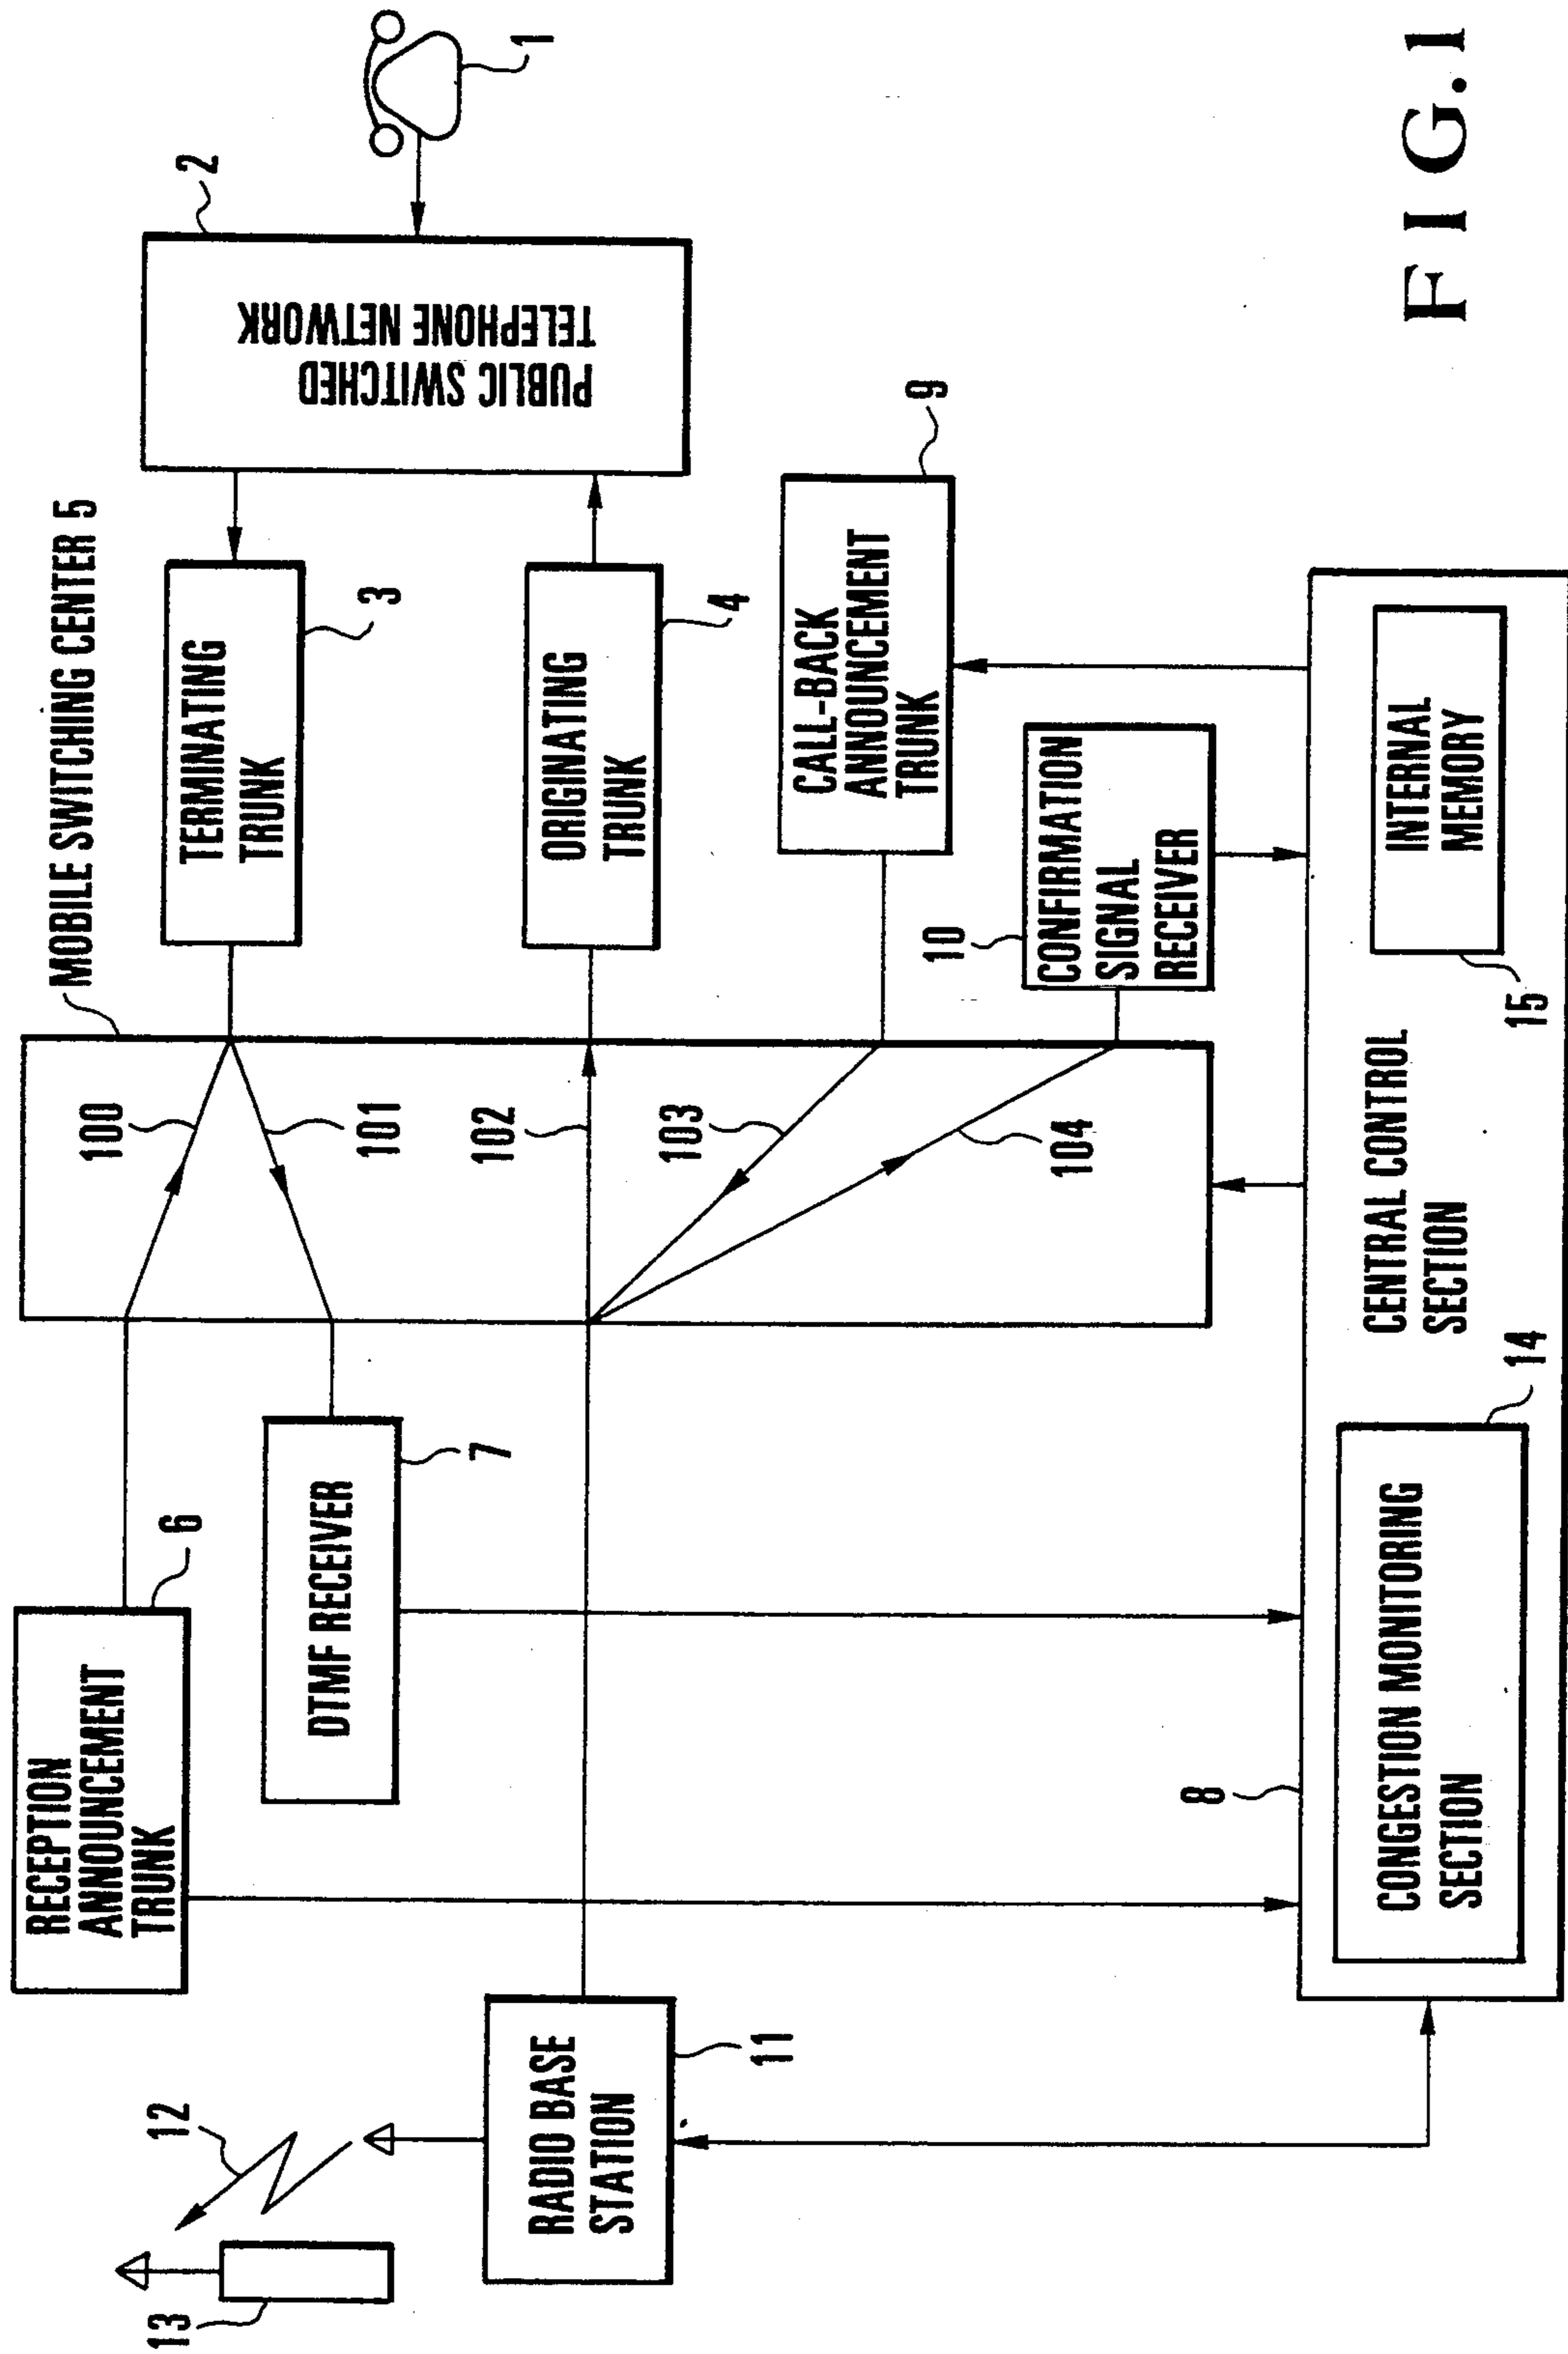 MOBILE SWITCHING CENTER 5
RECEPTION
ANNOUNCEMENT
TRUNK
6
100
TERMINATING
TRUNK
3
PUBLIC SWITCHED
TELEPHONE NETWORK
2
1
12
13
DTMF RECEIVER
7
101
102
ORIGINATING
TRUNK
4
RADIO BASE
STATION
11
103
104
CALL-BACK
ANNOUNCEMENT
TRUNK
9
10
CONFIRMATION
SIGNAL
RECEIVER
8
CONGESTION MONITORING
SECTION
14
CENTRAL CONTROL
SECTION
INTERNAL
MEMORY
15
FIG.1